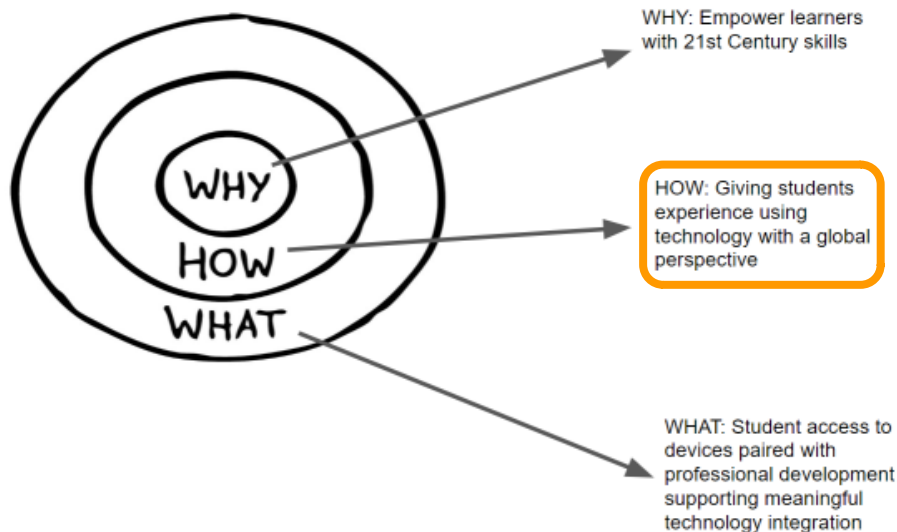 WHY: Empower learners
with 21st Century skills
WHY
HOW: Giving students
experience using
technology with a global
perspective
HOW
WHAT
WHAT: Student access to
devices paired with
professional development
supporting meaningful
technology integration